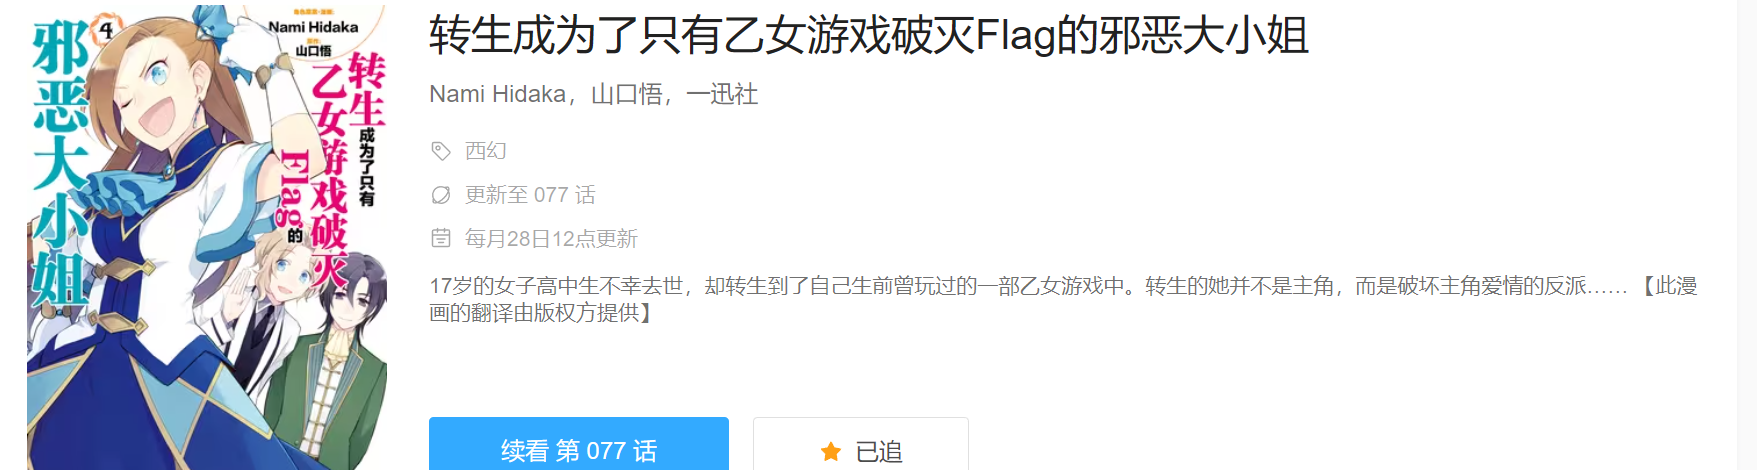 邪恶大小姐
4
Nami Hidaka
山口悟
转生
成为了只有
乙女游戏破灭
Flag的
转生成为了只有乙女游戏破灭Flag的邪恶大小姐
Nami Hidaka，山口悟，一迅社
西幻
更新至 077 话
每月28日12点更新
17岁的女子高中生不幸去世，却转生到了自己生前曾玩过的一部乙女游戏中。转生的她并不是主角，而是破坏主角爱情的反派…… 【此漫
画的翻译由版权方提供】
续看 第 077 话
已追